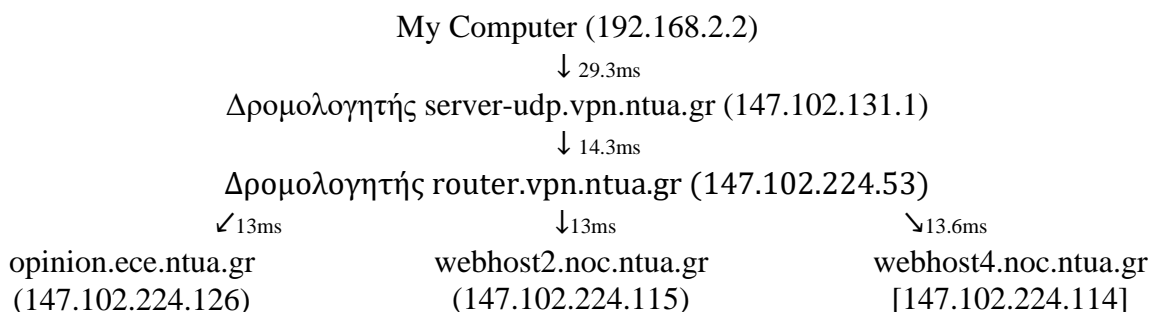 My Computer (192.168.2.2)
↓ 29.3ms
Δρομολογητής server-udp.vpn.ntua.gr (147.102.131.1)
↓ 14.3ms
Δρομολογητής router.vpn.ntua.gr (147.102.224.53)
↙13ms ↓13ms ↘13.6ms
opinion.ece.ntua.gr webhost2.noc.ntua.gr webhost4.noc.ntua.gr
(147.102.224.126) (147.102.224.115) [147.102.224.114]